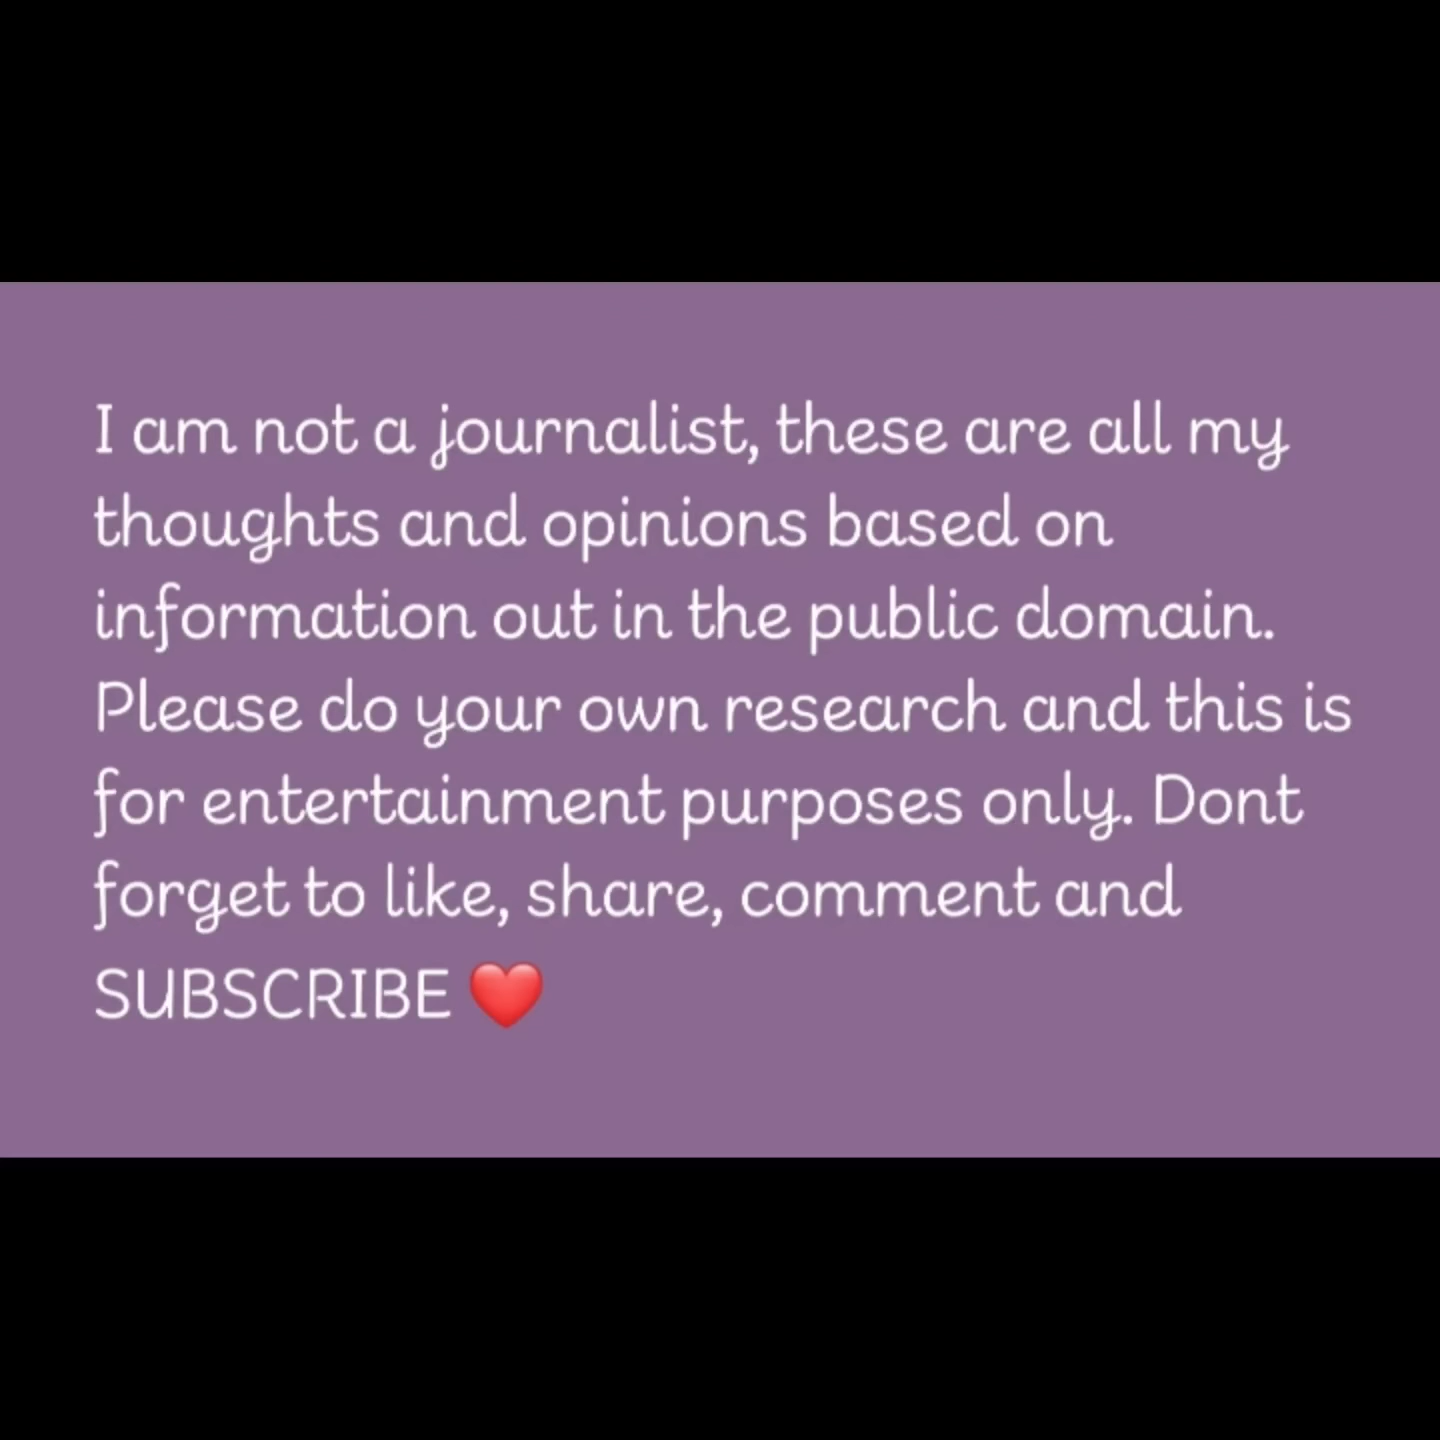 I am not a journalist, these are all my
thoughts and opinions based on
information out in the public domain.
Please do your own research and this is
for entertainment purposes only. Dont
forget to like, share, comment and
SUBSCRIBE ❤️